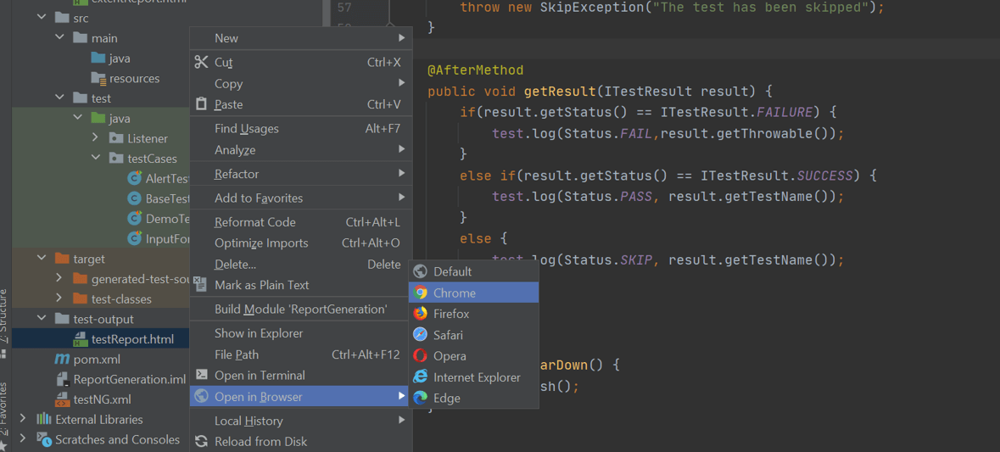 extentReport.html
src
main
java
resources
test
java
Listener
testCases
AlertTest
BaseTest
DemoTe
InputFor
target
generated-test-sou
test-classes
test-output
testReport.html
pom.xml
ReportGeneration.iml
testNG.xml
External Libraries
Scratches and Consoles
7: Structure
2: Favorites
New
Cut Ctrl+X
Copy
Paste Ctrl+V
Find Usages Alt+F7
Analyze
Refactor
Add to Favorites
Reformat Code Ctrl+Alt+L
Optimize Imports Ctrl+Alt+O
Delete... Delete
Mark as Plain Text
Build Module 'ReportGeneration'
Show in Explorer
File Path Ctrl+Alt+F12
Open in Terminal
Open in Browser
Local History
Reload from Disk
Default
Chrome
Firefox
Safari
Opera
Internet Explorer
Edge
57 throw new SkipException("The test has been skipped");
58 }
@AfterMethod
public void getResult(ITestResult result) {
if(result.getStatus() == ITestResult.FAILURE) {
test.log(Status.FAIL,result.getThrowable());
}
else if(result.getStatus() == ITestResult.SUCCESS) {
test.log(Status.PASS, result.getTestName());
}
else {
test.log(Status.SKIP, result.getTestName());
arDown() {
sh();
}